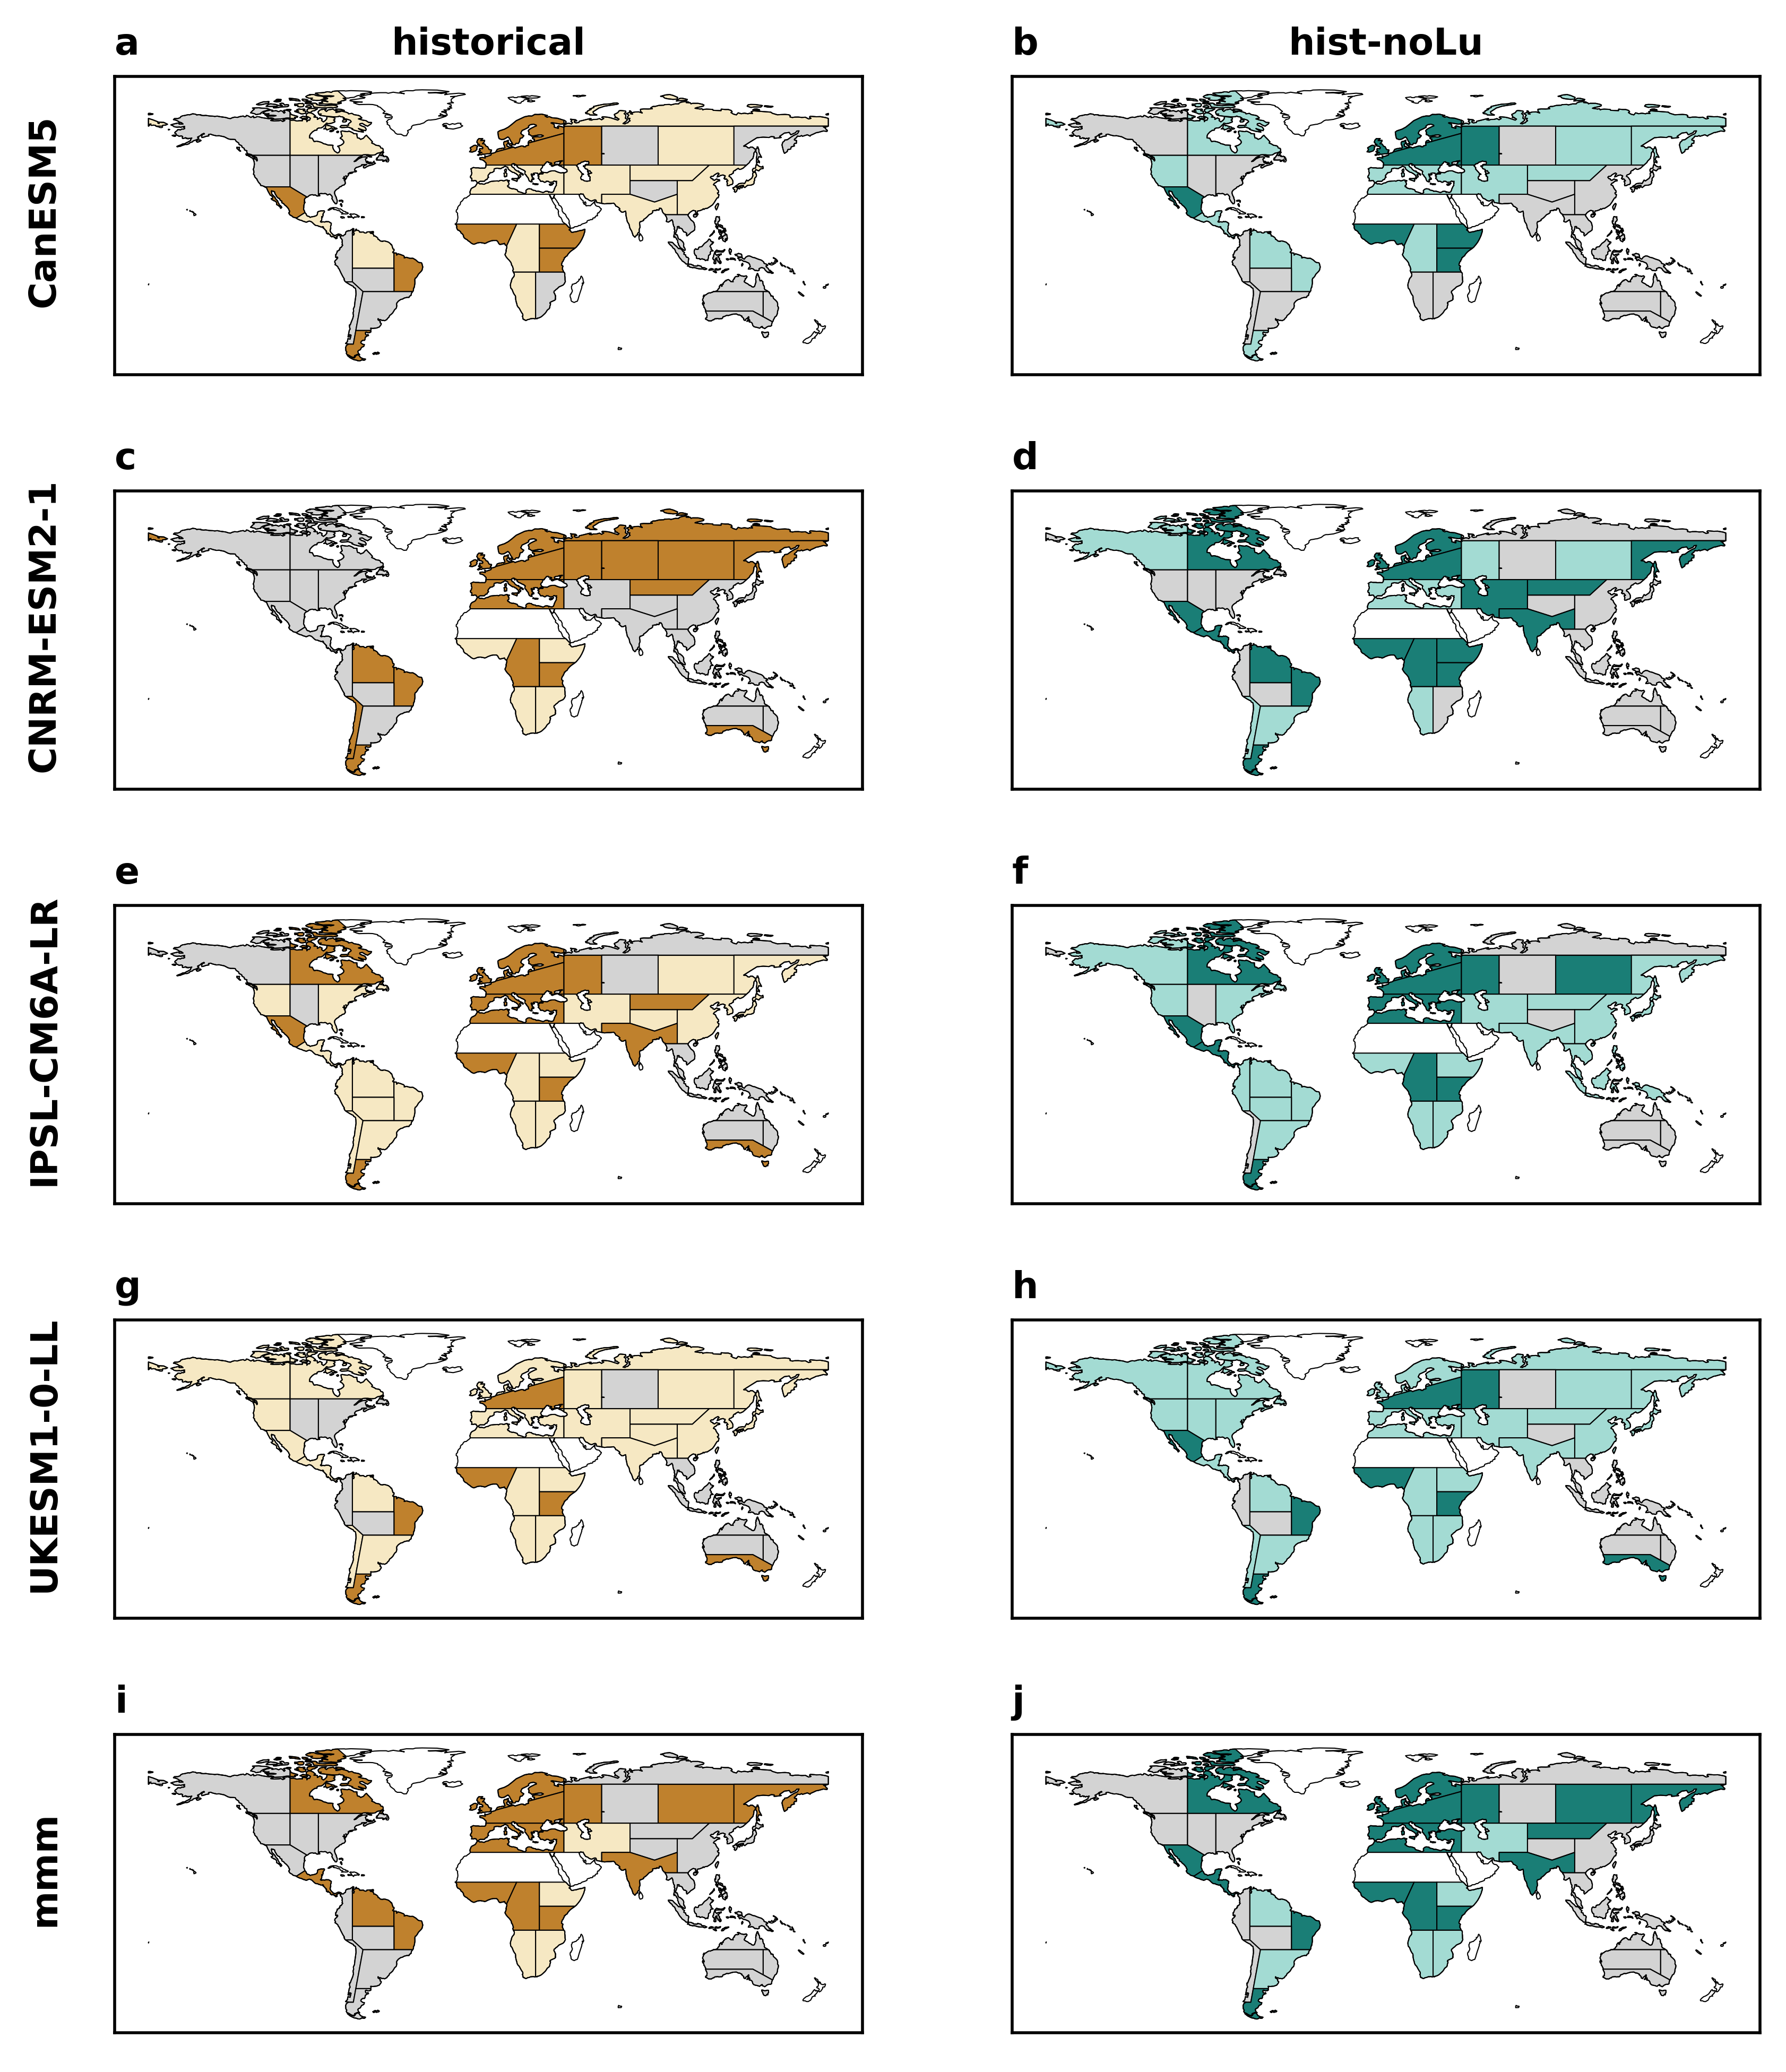 a historical
b hist-noLu
CanESM5
c
d
CNRM-ESM2-1
e
f
IPSL-CM6A-LR
g
h
UKESM1-0-LL
i
j
mmm